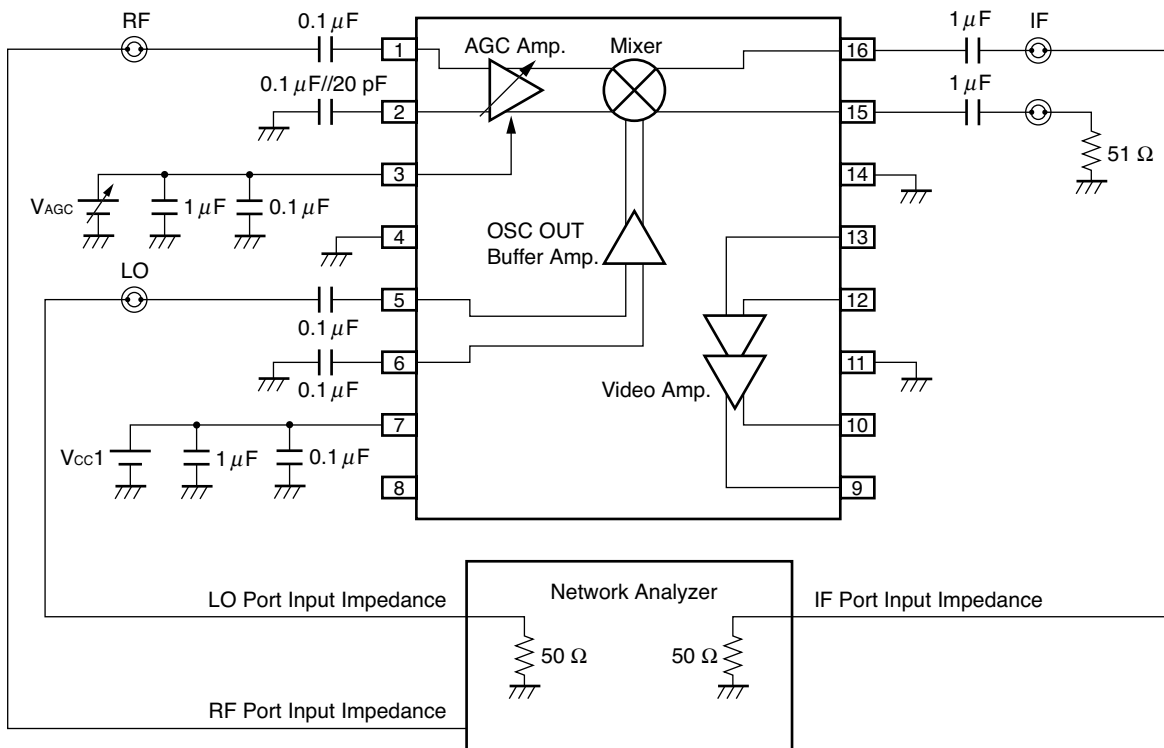 RF
0.1 μF
1
AGC Amp.
Mixer
16
1 μF
IF
0.1 μF//20 pF
2
15
1 μF
51 Ω
3
14
VAGC
1 μF
0.1 μF
4
OSC OUT
Buffer Amp.
13
LO
5
0.1 μF
12
6
0.1 μF
11
Video Amp.
7
10
VCC1
1 μF
0.1 μF
8
9
Network Analyzer
LO Port Input Impedance
IF Port Input Impedance
50 Ω
50 Ω
RF Port Input Impedance